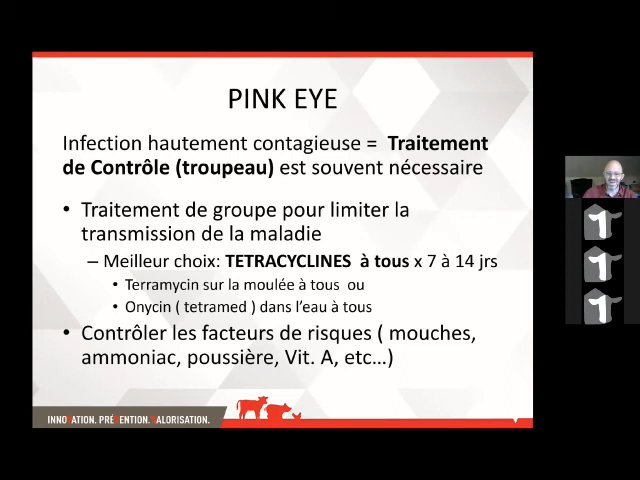 PINK EYE
Infection hautement contagieuse = Traitement
de Contrôle (troupeau) est souvent nécessaire
• Traitement de groupe pour limiter la
transmission de la maladie
– Meilleur choix: TETRACYCLINES à tous x 7 à 14 jrs
• Terramycin sur la moulée à tous ou
• Onycin ( tetramed ) dans l’eau à tous
• Contrôler les facteurs de risques ( mouches,
ammoniac, poussière, Vit. A, etc…)
INNOVATION. PRÉVENTION. VALORISATION.